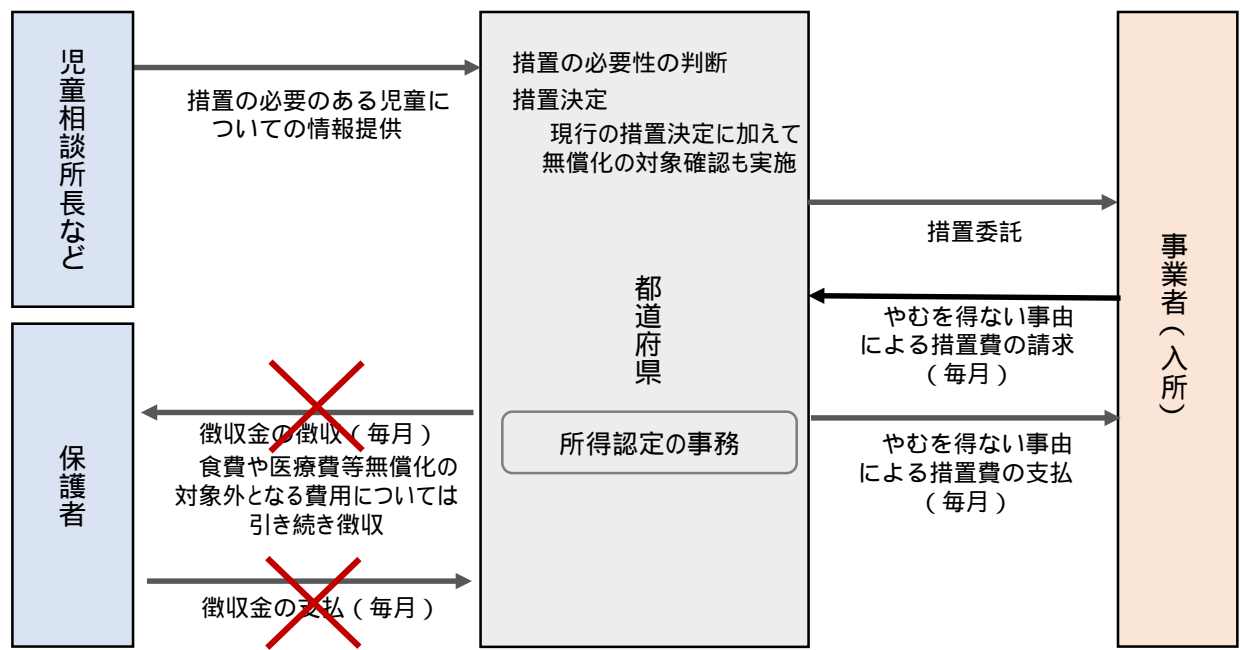 児童相談所長など
措置の必要のある児童に
ついての情報提供
措置の必要性の判断
措置決定
現行の措置決定に加えて
無償化の対象確認も実施
都道府県
所得認定の事務
措置委託
やむを得ない事由
による措置費の請求
(毎月)
やむを得ない事由
による措置費の支払
(毎月)
事業者(入所)
保護者
徴収金の徴収(毎月)
食費や医療費等無償化の
対象外となる費用については
引き続き徴収
徴収金の支払(毎月)